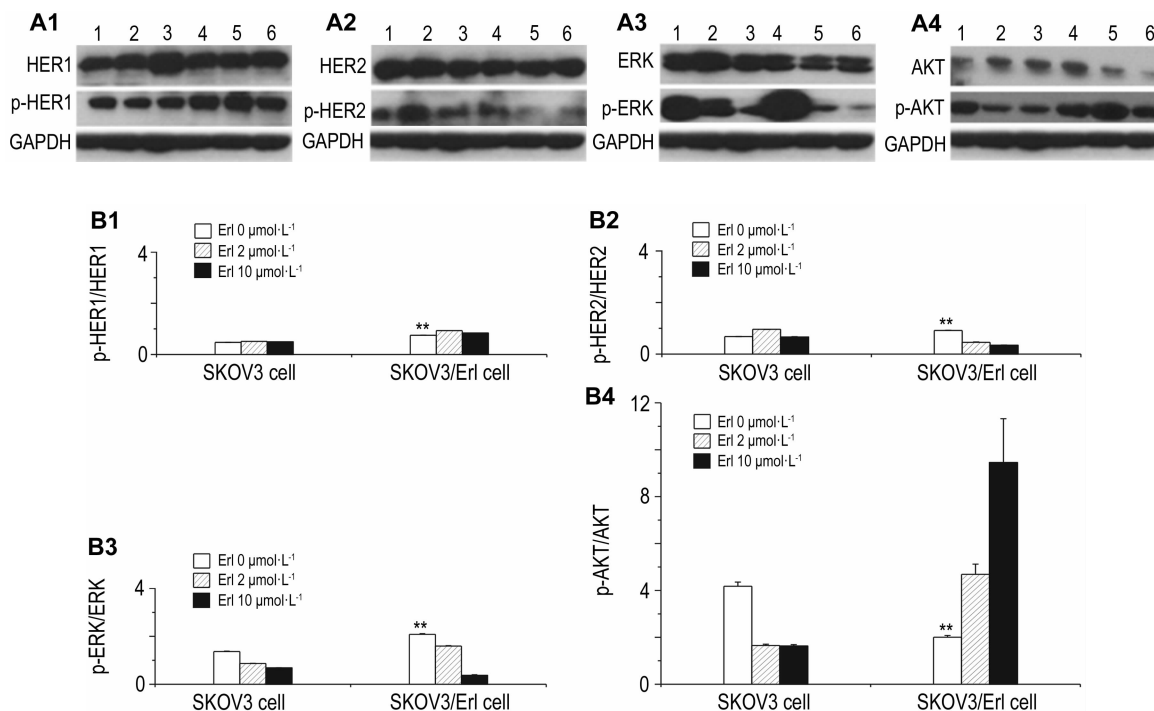 A1
1 2 3 4 5 6
HER1
p-HER1
GAPDH
A2
1 2 3 4 5 6
HER2
p-HER2
GAPDH
A3
1 2 3 4 5 6
ERK
p-ERK
GAPDH
A4
1 2 3 4 5 6
AKT
p-AKT
GAPDH
B1
Erl 0 µmol·L⁻¹
Erl 2 µmol·L⁻¹
Erl 10 µmol·L⁻¹
p-HER1/HER1
4
**
0
SKOV3 cell SKOV3/Erl cell
B2
Erl 0 µmol·L⁻¹
Erl 2 µmol·L⁻¹
Erl 10 µmol·L⁻¹
p-HER2/HER2
4
**
0
SKOV3 cell SKOV3/Erl cell
B3
Erl 0 µmol·L⁻¹
Erl 2 µmol·L⁻¹
Erl 10 µmol·L⁻¹
p-ERK/ERK
4
**
0
SKOV3 cell SKOV3/Erl cell
B4
Erl 0 µmol·L⁻¹
Erl 2 µmol·L⁻¹
Erl 10 µmol·L⁻¹
p-AKT/AKT
12
8
4
**
0
SKOV3 cell SKOV3/Erl cell